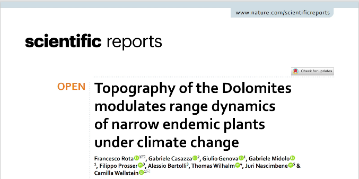 www.nature.com/scientificreports
scientific reports
Check for updates
OPEN
Topography of the Dolomites
modulates range dynamics
of narrow endemic plants
under climate change
Francesco Rota, Gabriele Casazza, Giulio Genova, Gabriele Midolo
, Filippo Prosser, Alessio Bertolli, Thomas Wilhalm, Juri Nascimbene &
Camilla Wellstein